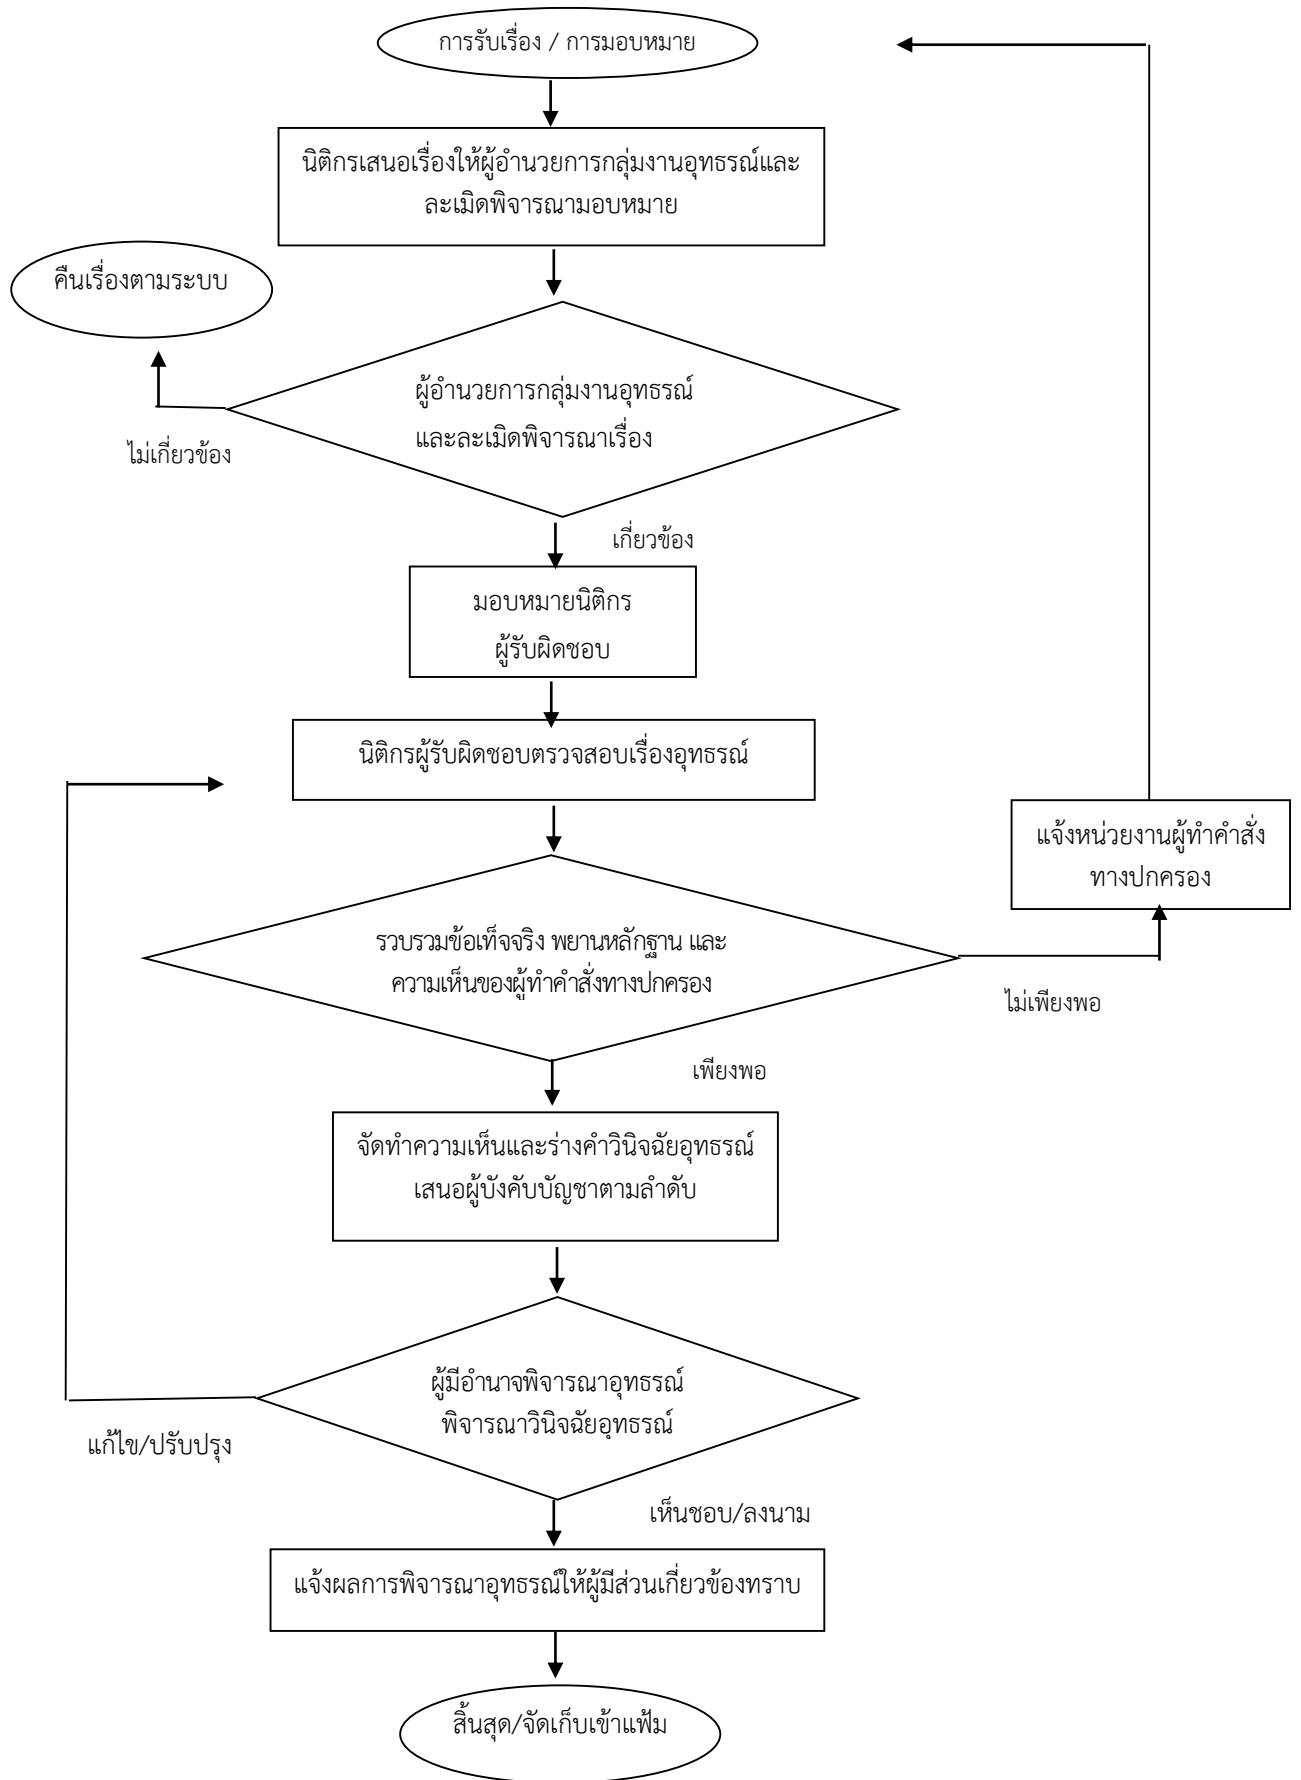 การรับเรื่อง / การมอบหมาย
นิติกรเสนอเรื่องให้ผู้อำนวยการกลุ่มงานอุทธรณ์และ
ละเมิดพิจารณามอบหมาย
คืนเรื่องตามระบบ
ผู้อำนวยการกลุ่มงานอุทธรณ์
และละเมิดพิจารณาเรื่อง
ไม่เกี่ยวข้อง
เกี่ยวข้อง
มอบหมายนิติกร
ผู้รับผิดชอบ
นิติกรผู้รับผิดชอบตรวจสอบเรื่องอุทธรณ์
แจ้งหน่วยงานผู้ทำคำสั่ง
ทางปกครอง
รวบรวมข้อเท็จจริง พยานหลักฐาน และ
ความเห็นของผู้ทำคำสั่งทางปกครอง
ไม่เพียงพอ
เพียงพอ
จัดทำความเห็นและร่างคำวินิจฉัยอุทธรณ์
เสนอผู้บังคับบัญชาตามลำดับ
ผู้มีอำนาจพิจารณาอุทธรณ์
พิจารณาวินิจฉัยอุทธรณ์
แก้ไข/ปรับปรุง
เห็นชอบ/ลงนาม
แจ้งผลการพิจารณาอุทธรณ์ให้ผู้มีส่วนเกี่ยวข้องทราบ
สิ้นสุด/จัดเก็บเข้าแฟ้ม